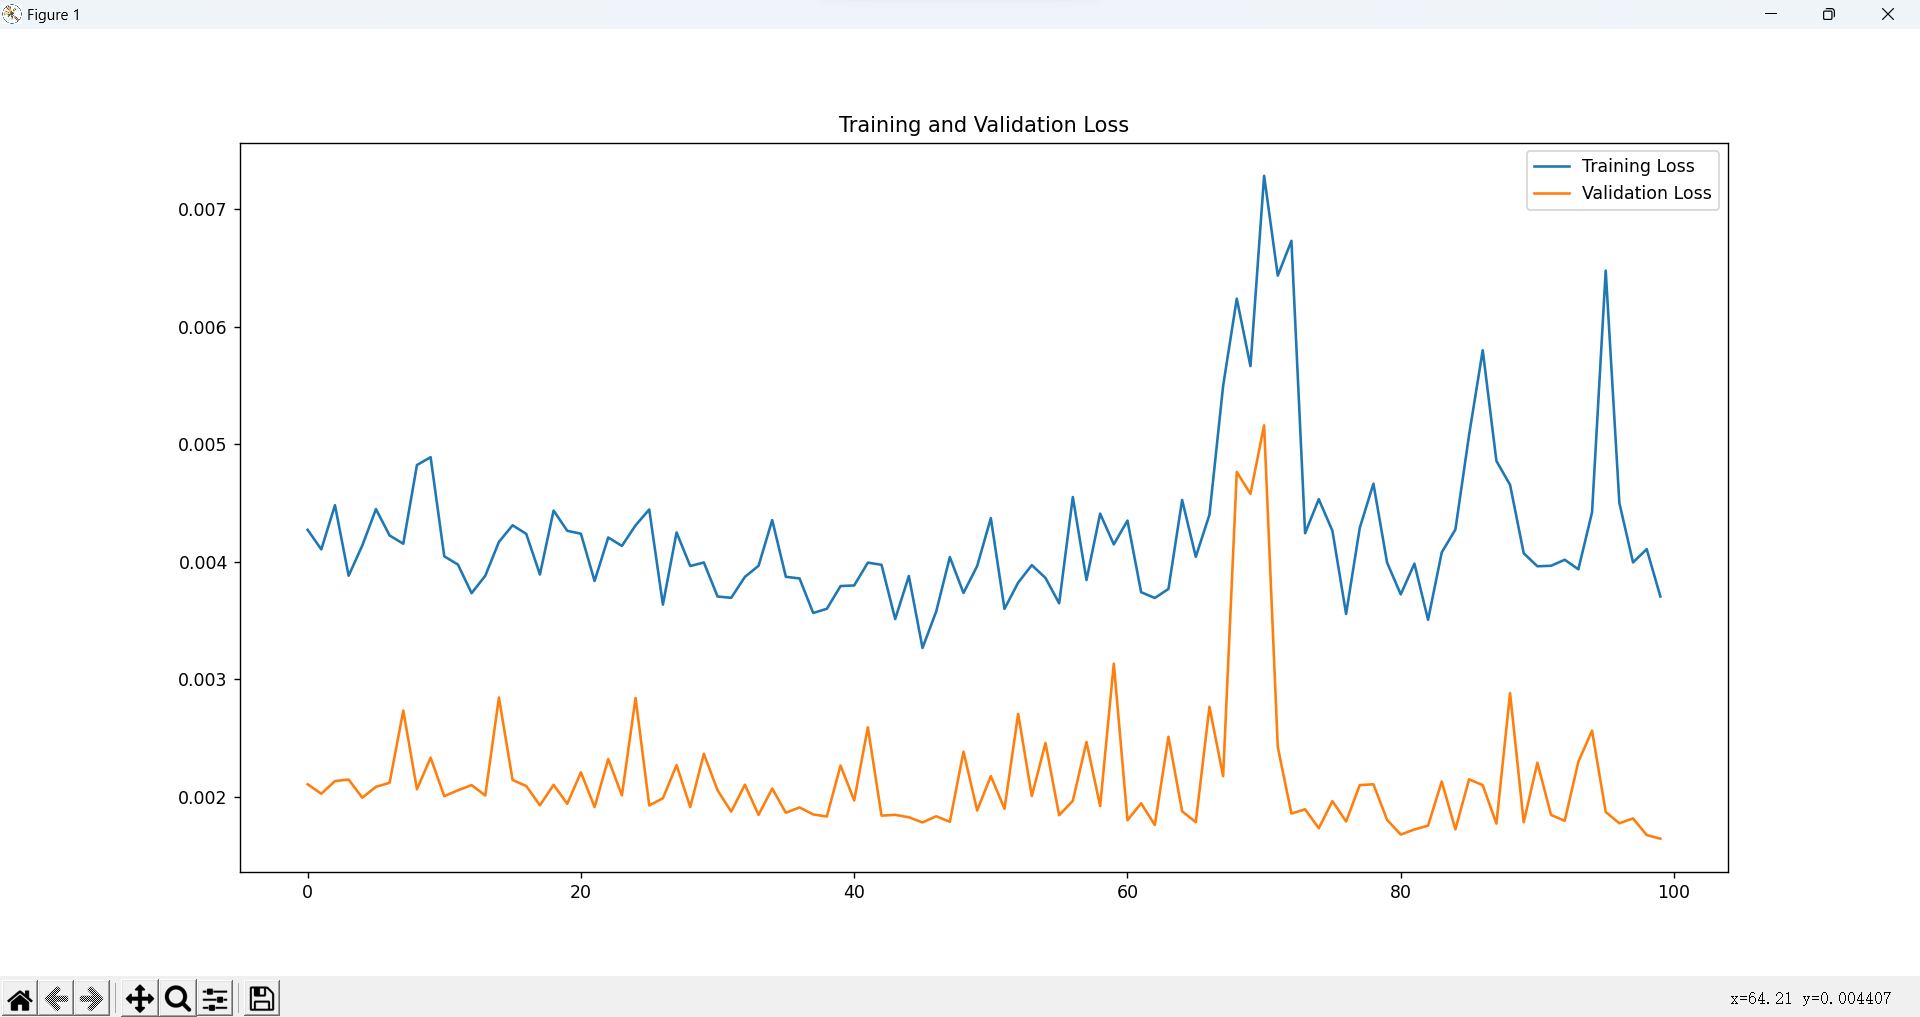 Figure 1
Training and Validation Loss
Training Loss
Validation Loss
0.007
0.006
0.005
0.004
0.003
0.002
0 20 40 60 80 100
x=64.21 y=0.004407